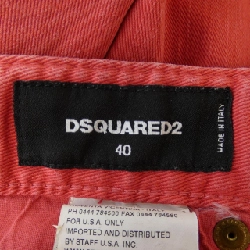 DSQUARED2
40
MADE IN ITALY
FOR U.S.A. ONLY
IMPORTED AND DISTRIBUTED
BY STAFF U.S.A. INC.